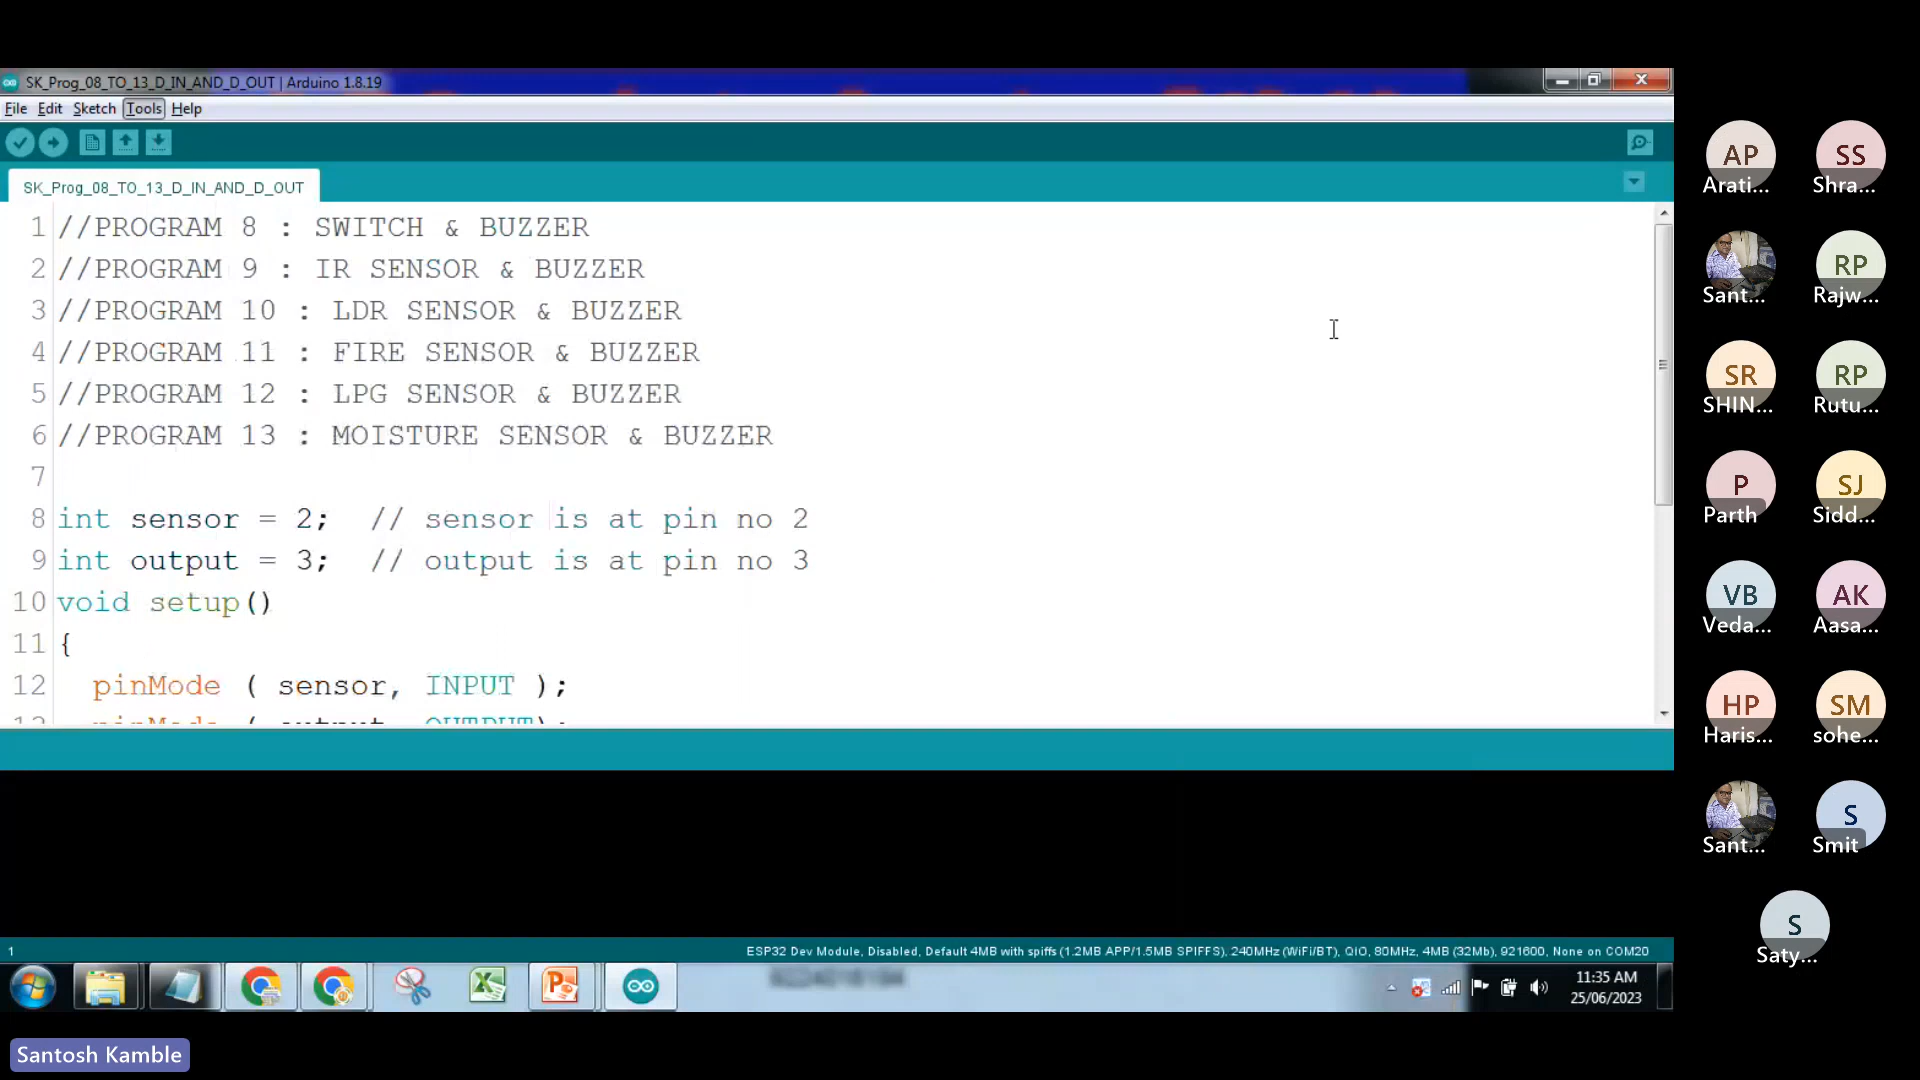 SK_Prog_08_TO_13_D_IN_AND_D_OUT | Arduino 1.8.19
File Edit Sketch Tools Help
SK_Prog_08_TO_13_D_IN_AND_D_OUT
1 //PROGRAM 8 : SWITCH & BUZZER
2 //PROGRAM 9 : IR SENSOR & BUZZER
3 //PROGRAM 10 : LDR SENSOR & BUZZER
4 //PROGRAM 11 : FIRE SENSOR & BUZZER
5 //PROGRAM 12 : LPG SENSOR & BUZZER
6 //PROGRAM 13 : MOISTURE SENSOR & BUZZER
7
8 int sensor = 2; // sensor is at pin no 2
9 int output = 3; // output is at pin no 3
10 void setup()
11 {
12 pinMode ( sensor, INPUT );
13 pinMode ( output, OUTPUT);
1 ESP32 Dev Module, Disabled, Default 4MB with spiffs (1.2MB APP/1.5MB SPIFFS), 240MHz (WiFi/BT), QIO, 80MHz, 4MB (32Mb), 921600, None on COM20
11:35 AM
25/06/2023
Santosh Kamble
AP SS
Arati... Shra...
RP
Sant... Rajw...
SR RP
SHIN... Rutu...
P SJ
Parth Sidd...
VB AK
Veda... Aasa...
HP SM
Haris... sohe...
S
Sant... Smit
S
Saty...